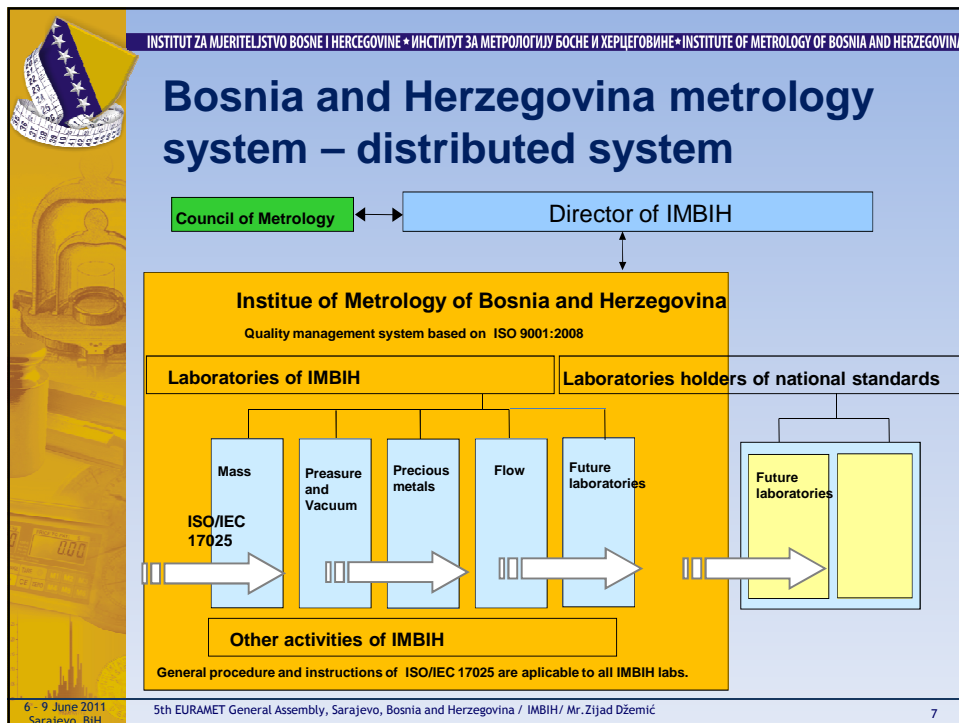 INSTITUT ZA MJERITELJSTVO BOSNE I HERCEGOVINE ★ ИНСТИТУТ ЗА МЕТРОЛОГИЈУ БОСНЕ И ХЕРЦЕГОВИНЕ ★ INSTITUTE OF METROLOGY OF BOSNIA AND HERZEGOVINA
Bosnia and Herzegovina metrology
system – distributed system
Council of Metrology
Director of IMBIH
Institue of Metrology of Bosnia and Herzegovina
Quality management system based on ISO 9001:2008
Laboratories of IMBIH
Laboratories holders of national standards
Mass
Preasure
and
Vacuum
Precious
metals
Flow
Future
laboratories
Future
laboratories
ISO/IEC
17025
Other activities of IMBIH
General procedure and instructions of ISO/IEC 17025 are aplicable to all IMBIH labs.
6 - 9 June 2011
Sarajevo, BiH
5th EURAMET General Assembly, Sarajevo, Bosnia and Herzegovina / IMBIH/ Mr.Zijad Džemić
7